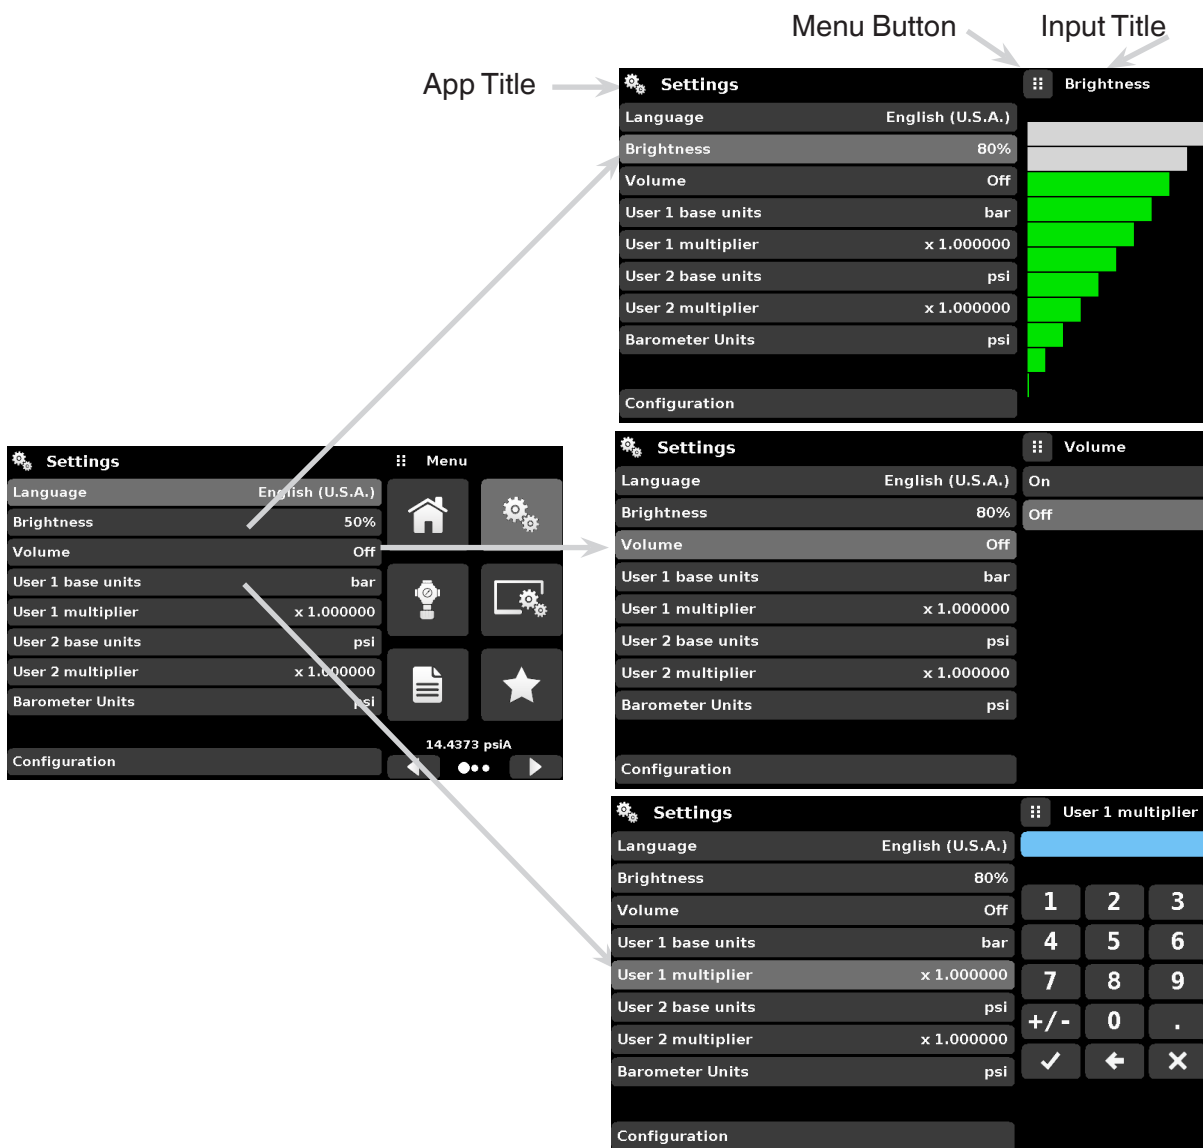 Menu Button
Input Title
App Title
Settings
Brightness
Language English (U.S.A.)
Brightness 80%
Volume Off
User 1 base units bar
User 1 multiplier x 1.000000
User 2 base units psi
User 2 multiplier x 1.000000
Barometer Units psi
Configuration
Settings
Menu
Language English (U.S.A.)
Brightness 50%
Volume Off
User 1 base units bar
User 1 multiplier x 1.000000
User 2 base units psi
User 2 multiplier x 1.000000
Barometer Units psi
14.4373 psiA
Configuration
Settings
Volume
Language English (U.S.A.)
On
Brightness 80%
Off
Volume Off
User 1 base units bar
User 1 multiplier x 1.000000
User 2 base units psi
User 2 multiplier x 1.000000
Barometer Units psi
Configuration
Settings
User 1 multiplier
Language English (U.S.A.)
Brightness 80%
Volume Off
User 1 base units bar
User 1 multiplier x 1.000000
User 2 base units psi
User 2 multiplier x 1.000000
Barometer Units psi
Configuration
1 2 3
4 5 6
7 8 9
+/- 0 .